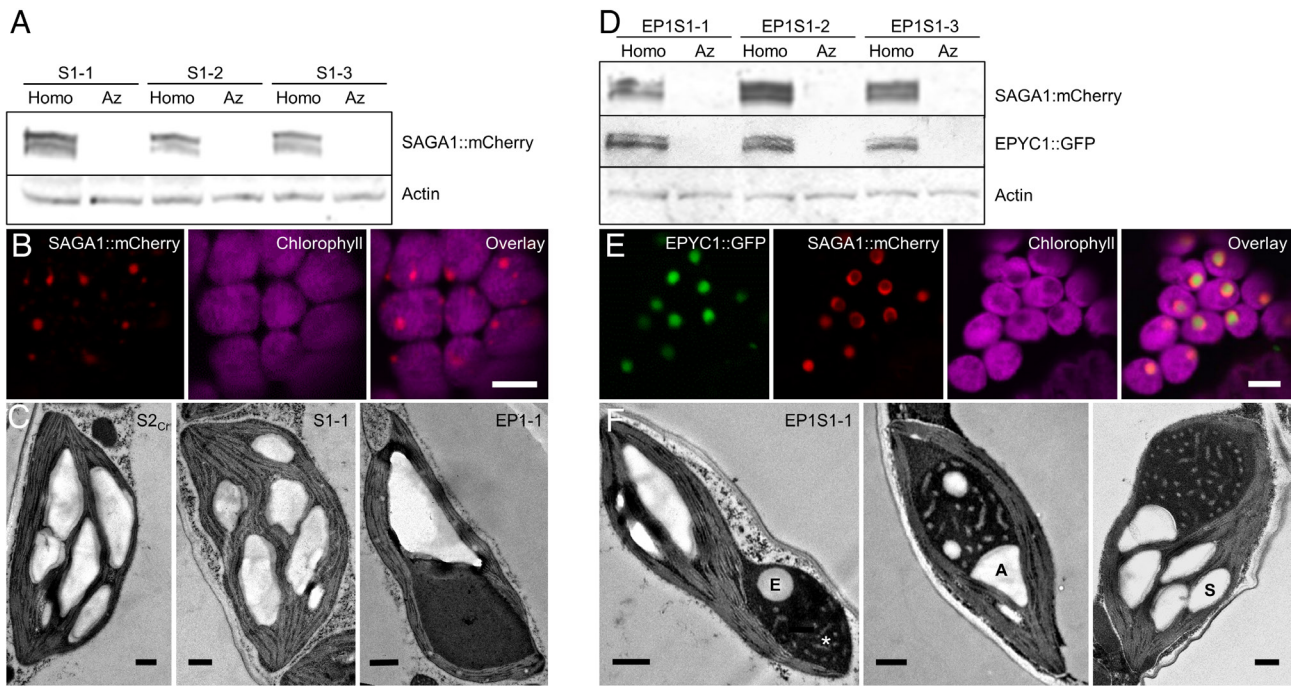 A
S1-1 S1-2 S1-3
Homo Az Homo Az Homo Az
SAGA1::mCherry
Actin
B SAGA1::mCherry Chlorophyll Overlay
C S2Cr S1-1 EP1-1
D
EP1S1-1 EP1S1-2 EP1S1-3
Homo Az Homo Az Homo Az
SAGA1:mCherry
EPYC1::GFP
Actin
E EPYC1::GFP SAGA1::mCherry Chlorophyll Overlay
F EP1S1-1
E
*
A
S